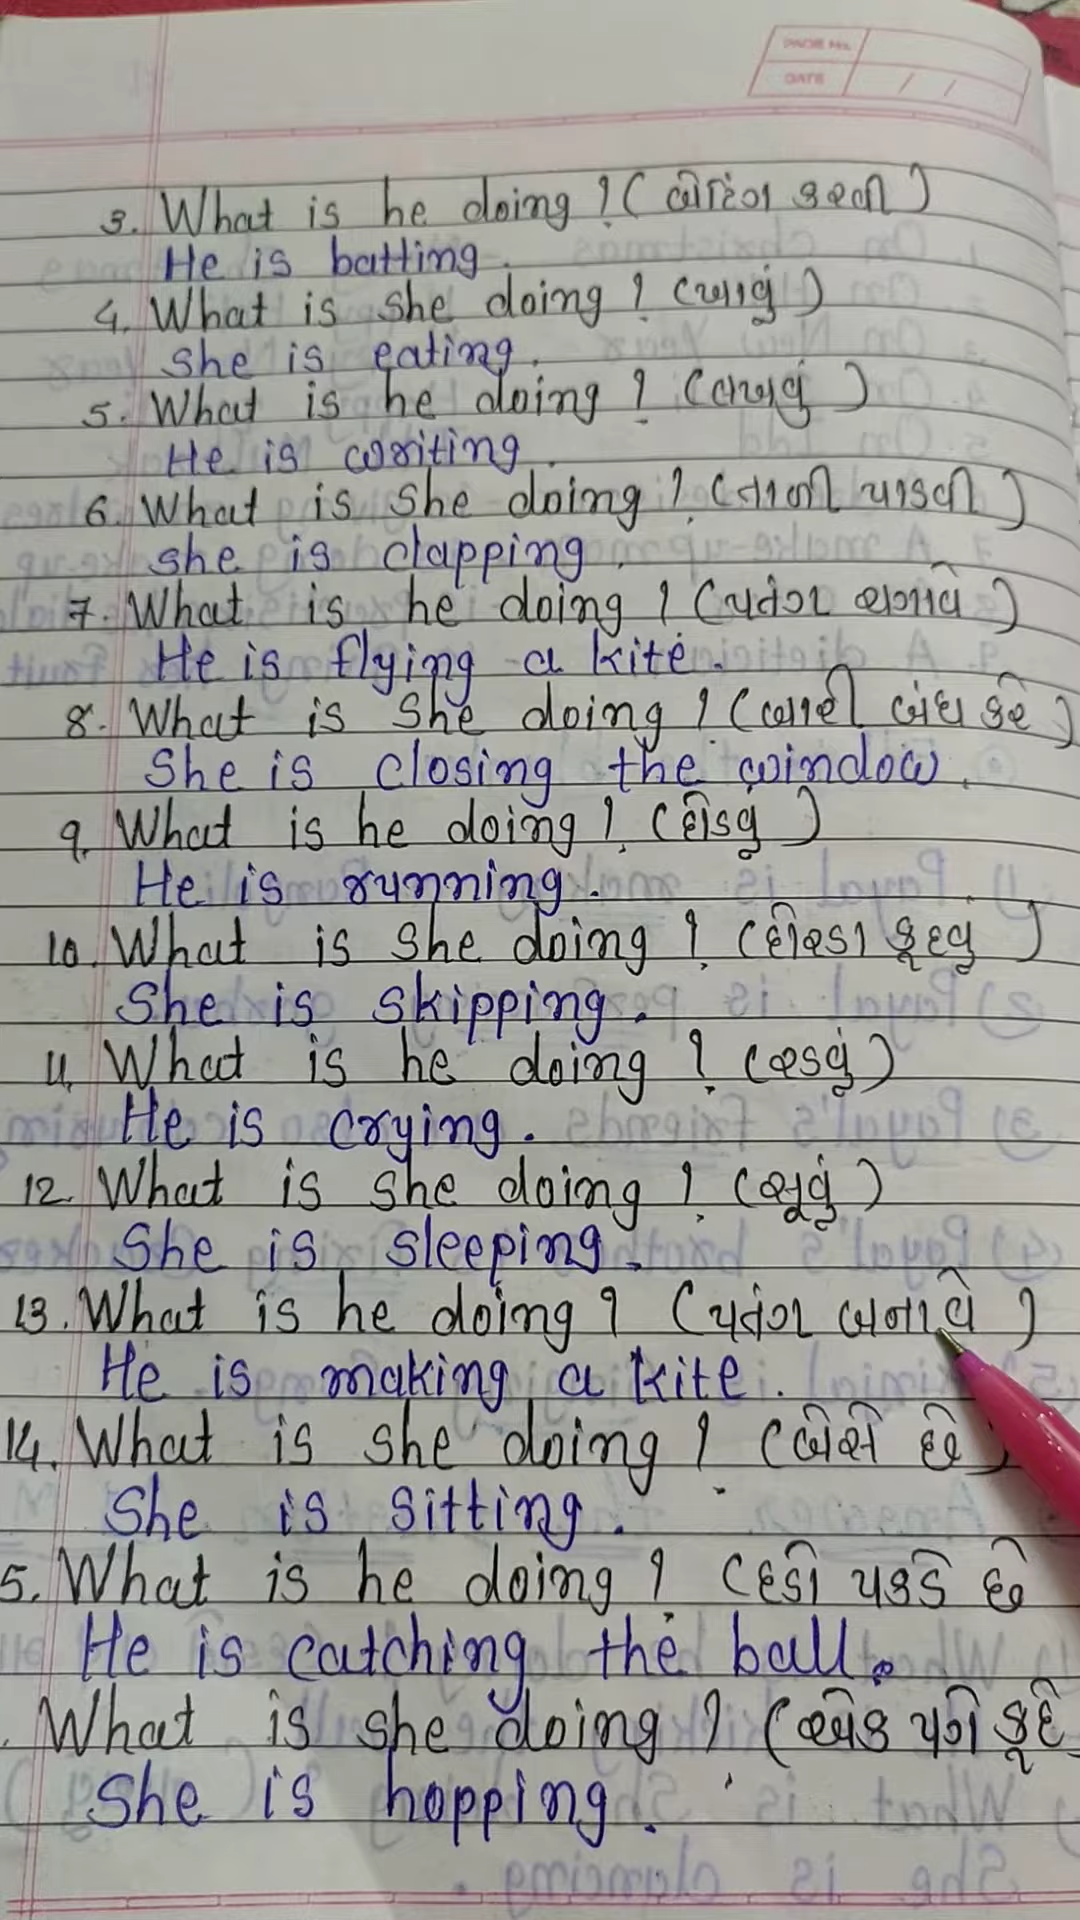 PAGE No.
DATE / /
3. What is he doing ? ( બેટિંગ કરવી )
He is batting.
4. What is she doing ? (ખાવું )
She is eating.
5. What is he doing ? (લખવું )
He is writing.
6. What is she doing ? (તાળી પાડવી )
She is clapping.
7. What is he doing ? (પતંગ ચગાવે )
He is flying a kite.
8. What is she doing ? (બારી બંધ કરે )
She is closing the window.
9. What is he doing ? (દોડવું )
He is running.
10. What is she doing ? (દોરડા કૂદવુ )
She is skipping.
11. What is he doing ? (રડવું )
He is crying.
12. What is she doing ? (સૂવું )
She is sleeping.
13. What is he doing ? (પતંગ બનાવે )
He is making a kite.
14. What is she doing ? (બેસે છે )
She is sitting.
5. What is he doing ? (દડો પકડે છે
He is catching the ball.
. What is she doing ? (એક પગે કૂદે
She is hopping.